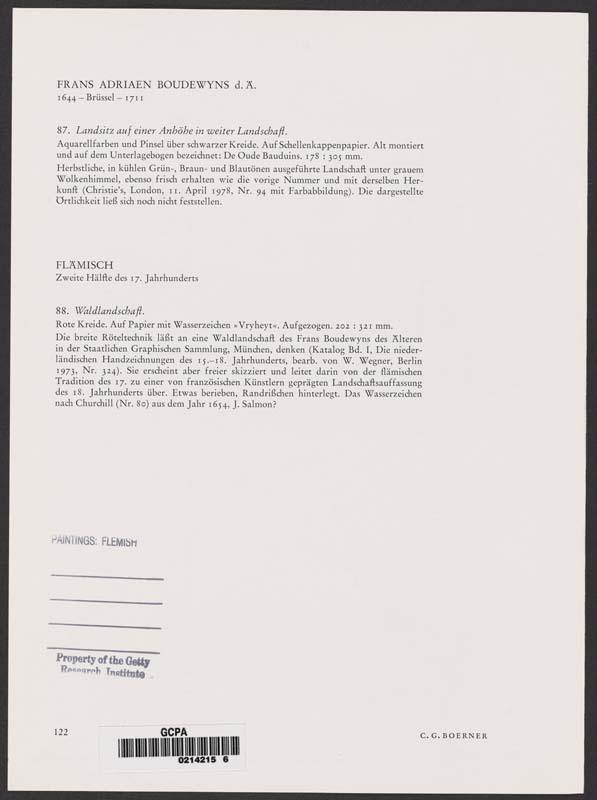 FRANS ADRIAEN BOUDEWYNS d. Ä.
1644 – Brüssel – 1711
87. Landsitz auf einer Anhöhe in weiter Landschaft.
Aquarellfarben und Pinsel über schwarzer Kreide. Auf Schellenkappenpapier. Alt montiert
und auf dem Unterlagebogen bezeichnet: De Oude Bauduins. 178 : 305 mm.
Herbstliche, in kühlen Grün-, Braun- und Blautönen ausgeführte Landschaft unter grauem
Wolkenhimmel, ebenso frisch erhalten wie die vorige Nummer und mit derselben Her-
kunft (Christie's, London, 11. April 1978, Nr. 94 mit Farbabbildung). Die dargestellte
Örtlichkeit ließ sich noch nicht feststellen.
FLÄMISCH
Zweite Hälfte des 17. Jahrhunderts
88. Waldlandschaft.
Rote Kreide. Auf Papier mit Wasserzeichen »Vryheyt«. Aufgezogen. 202 : 321 mm.
Die breite Röteltechnik läßt an eine Waldlandschaft des Frans Boudewyns des Älteren
in der Staatlichen Graphischen Sammlung, München, denken (Katalog Bd. I, Die nieder-
ländischen Handzeichnungen des 15.–18. Jahrhunderts, bearb. von W. Wegner, Berlin
1973, Nr. 324). Sie erscheint aber freier skizziert und leitet darin von der flämischen
Tradition des 17. zu einer von französischen Künstlern geprägten Landschaftsauffassung
des 18. Jahrhunderts über. Etwas berieben, Randrißchen hinterlegt. Das Wasserzeichen
nach Churchill (Nr. 80) aus dem Jahr 1654, J. Salmon?
PAINTINGS: FLEMISH
Property of the Getty
Research Institute
122
GCPA
0214215 6
C. G. BOERNER